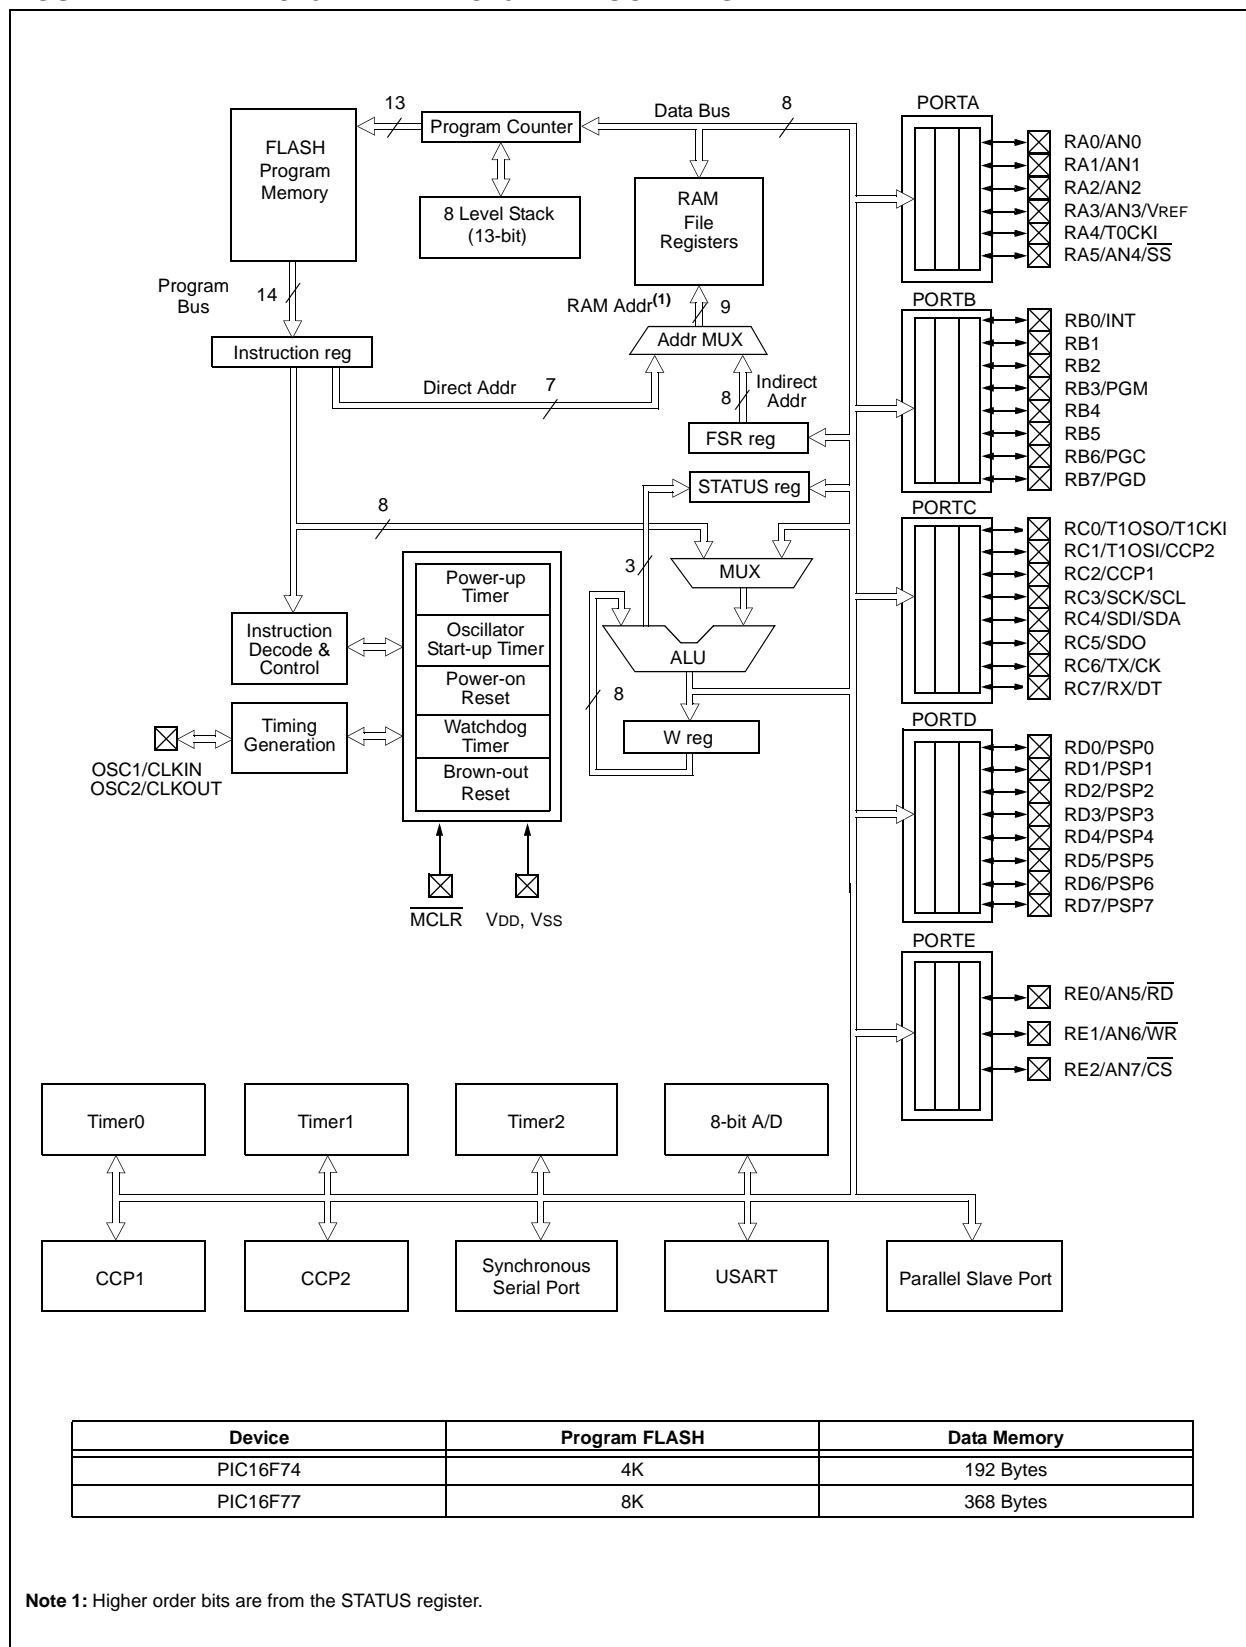 13
Program Counter
Data Bus
8
PORTA
FLASH
Program
Memory
8 Level Stack
(13-bit)
RAM
File
Registers
RA0/AN0
RA1/AN1
RA2/AN2
RA3/AN3/VREF
RA4/T0CKI
RA5/AN4/SS
Program
Bus
14
RAM Addr(1)
9
PORTB
Instruction reg
Addr MUX
Direct Addr
7
8
Indirect
Addr
FSR reg
RB0/INT
RB1
RB2
RB3/PGM
RB4
RB5
RB6/PGC
RB7/PGD
STATUS reg
8
3
MUX
PORTC
RC0/T1OSO/T1CKI
RC1/T1OSI/CCP2
RC2/CCP1
RC3/SCK/SCL
RC4/SDI/SDA
RC5/SDO
RC6/TX/CK
RC7/RX/DT
Power-up
Timer
Oscillator
Start-up Timer
Power-on
Reset
Watchdog
Timer
Brown-out
Reset
Instruction
Decode &
Control
Timing
Generation
OSC1/CLKIN
OSC2/CLKOUT
ALU
8
W reg
MCLR
VDD, VSS
PORTD
RD0/PSP0
RD1/PSP1
RD2/PSP2
RD3/PSP3
RD4/PSP4
RD5/PSP5
RD6/PSP6
RD7/PSP7
PORTE
RE0/AN5/RD
RE1/AN6/WR
RE2/AN7/CS
Timer0
Timer1
Timer2
8-bit A/D
CCP1
CCP2
Synchronous
Serial Port
USART
Parallel Slave Port
Device Program FLASH Data Memory
PIC16F74 4K 192 Bytes
PIC16F77 8K 368 Bytes
Note 1: Higher order bits are from the STATUS register.